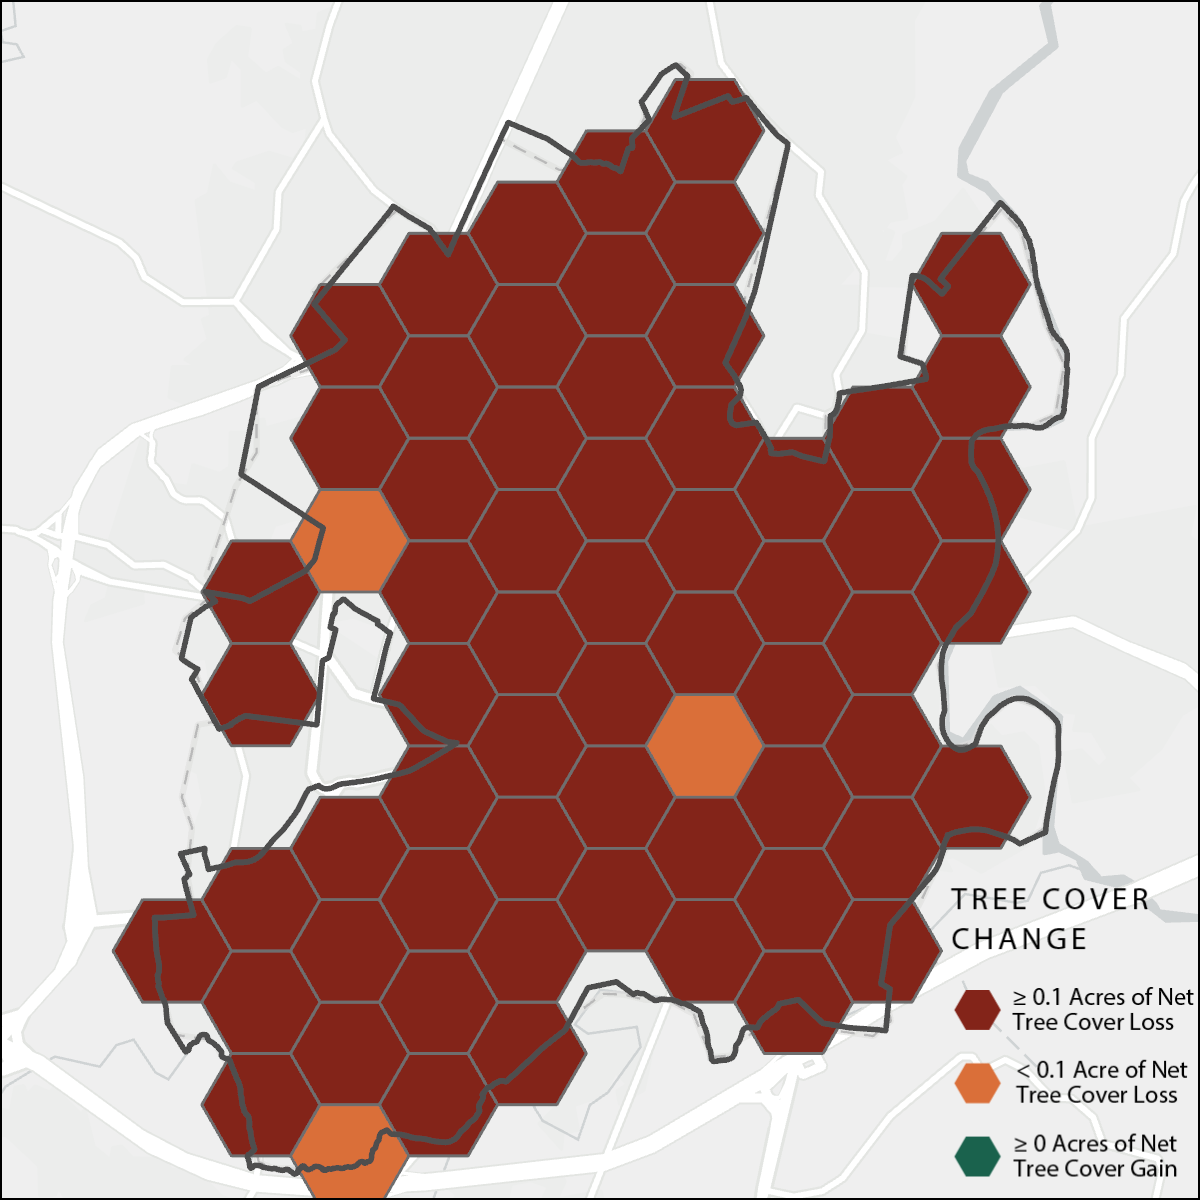 TREE COVER
CHANGE
≥ 0.1 Acres of Net
Tree Cover Loss
< 0.1 Acre of Net
Tree Cover Loss
≥ 0 Acres of Net
Tree Cover Gain